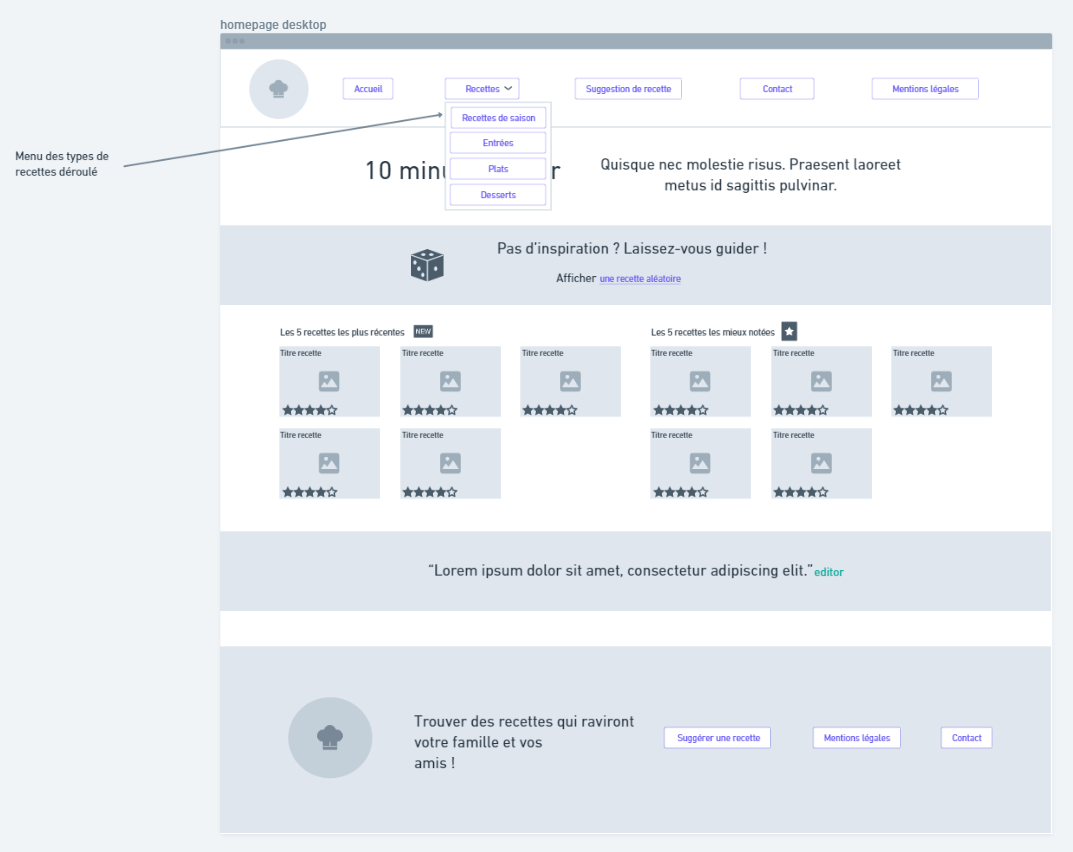 homepage desktop
Accueil
Recettes
Suggestion de recette
Contact
Mentions légales
Recettes de saison
Entrées
Plats
Desserts
Menu des types de
recettes déroulé
10
Quisque nec molestie risus. Praesent laoreet
metus id sagittis pulvinar.
Pas d'inspiration ? Laissez-vous guider !
Afficher une recette aléatoire
Les 5 recettes les plus récentes NEW
Les 5 recettes les mieux notées
Titre recette
Titre recette
Titre recette
Titre recette
Titre recette
Titre recette
Titre recette
Titre recette
Titre recette
Titre recette
"Lorem ipsum dolor sit amet, consectetur adipiscing elit." editor
Trouver des recettes qui raviront
votre famille et vos
amis !
Suggérer une recette
Mentions légales
Contact